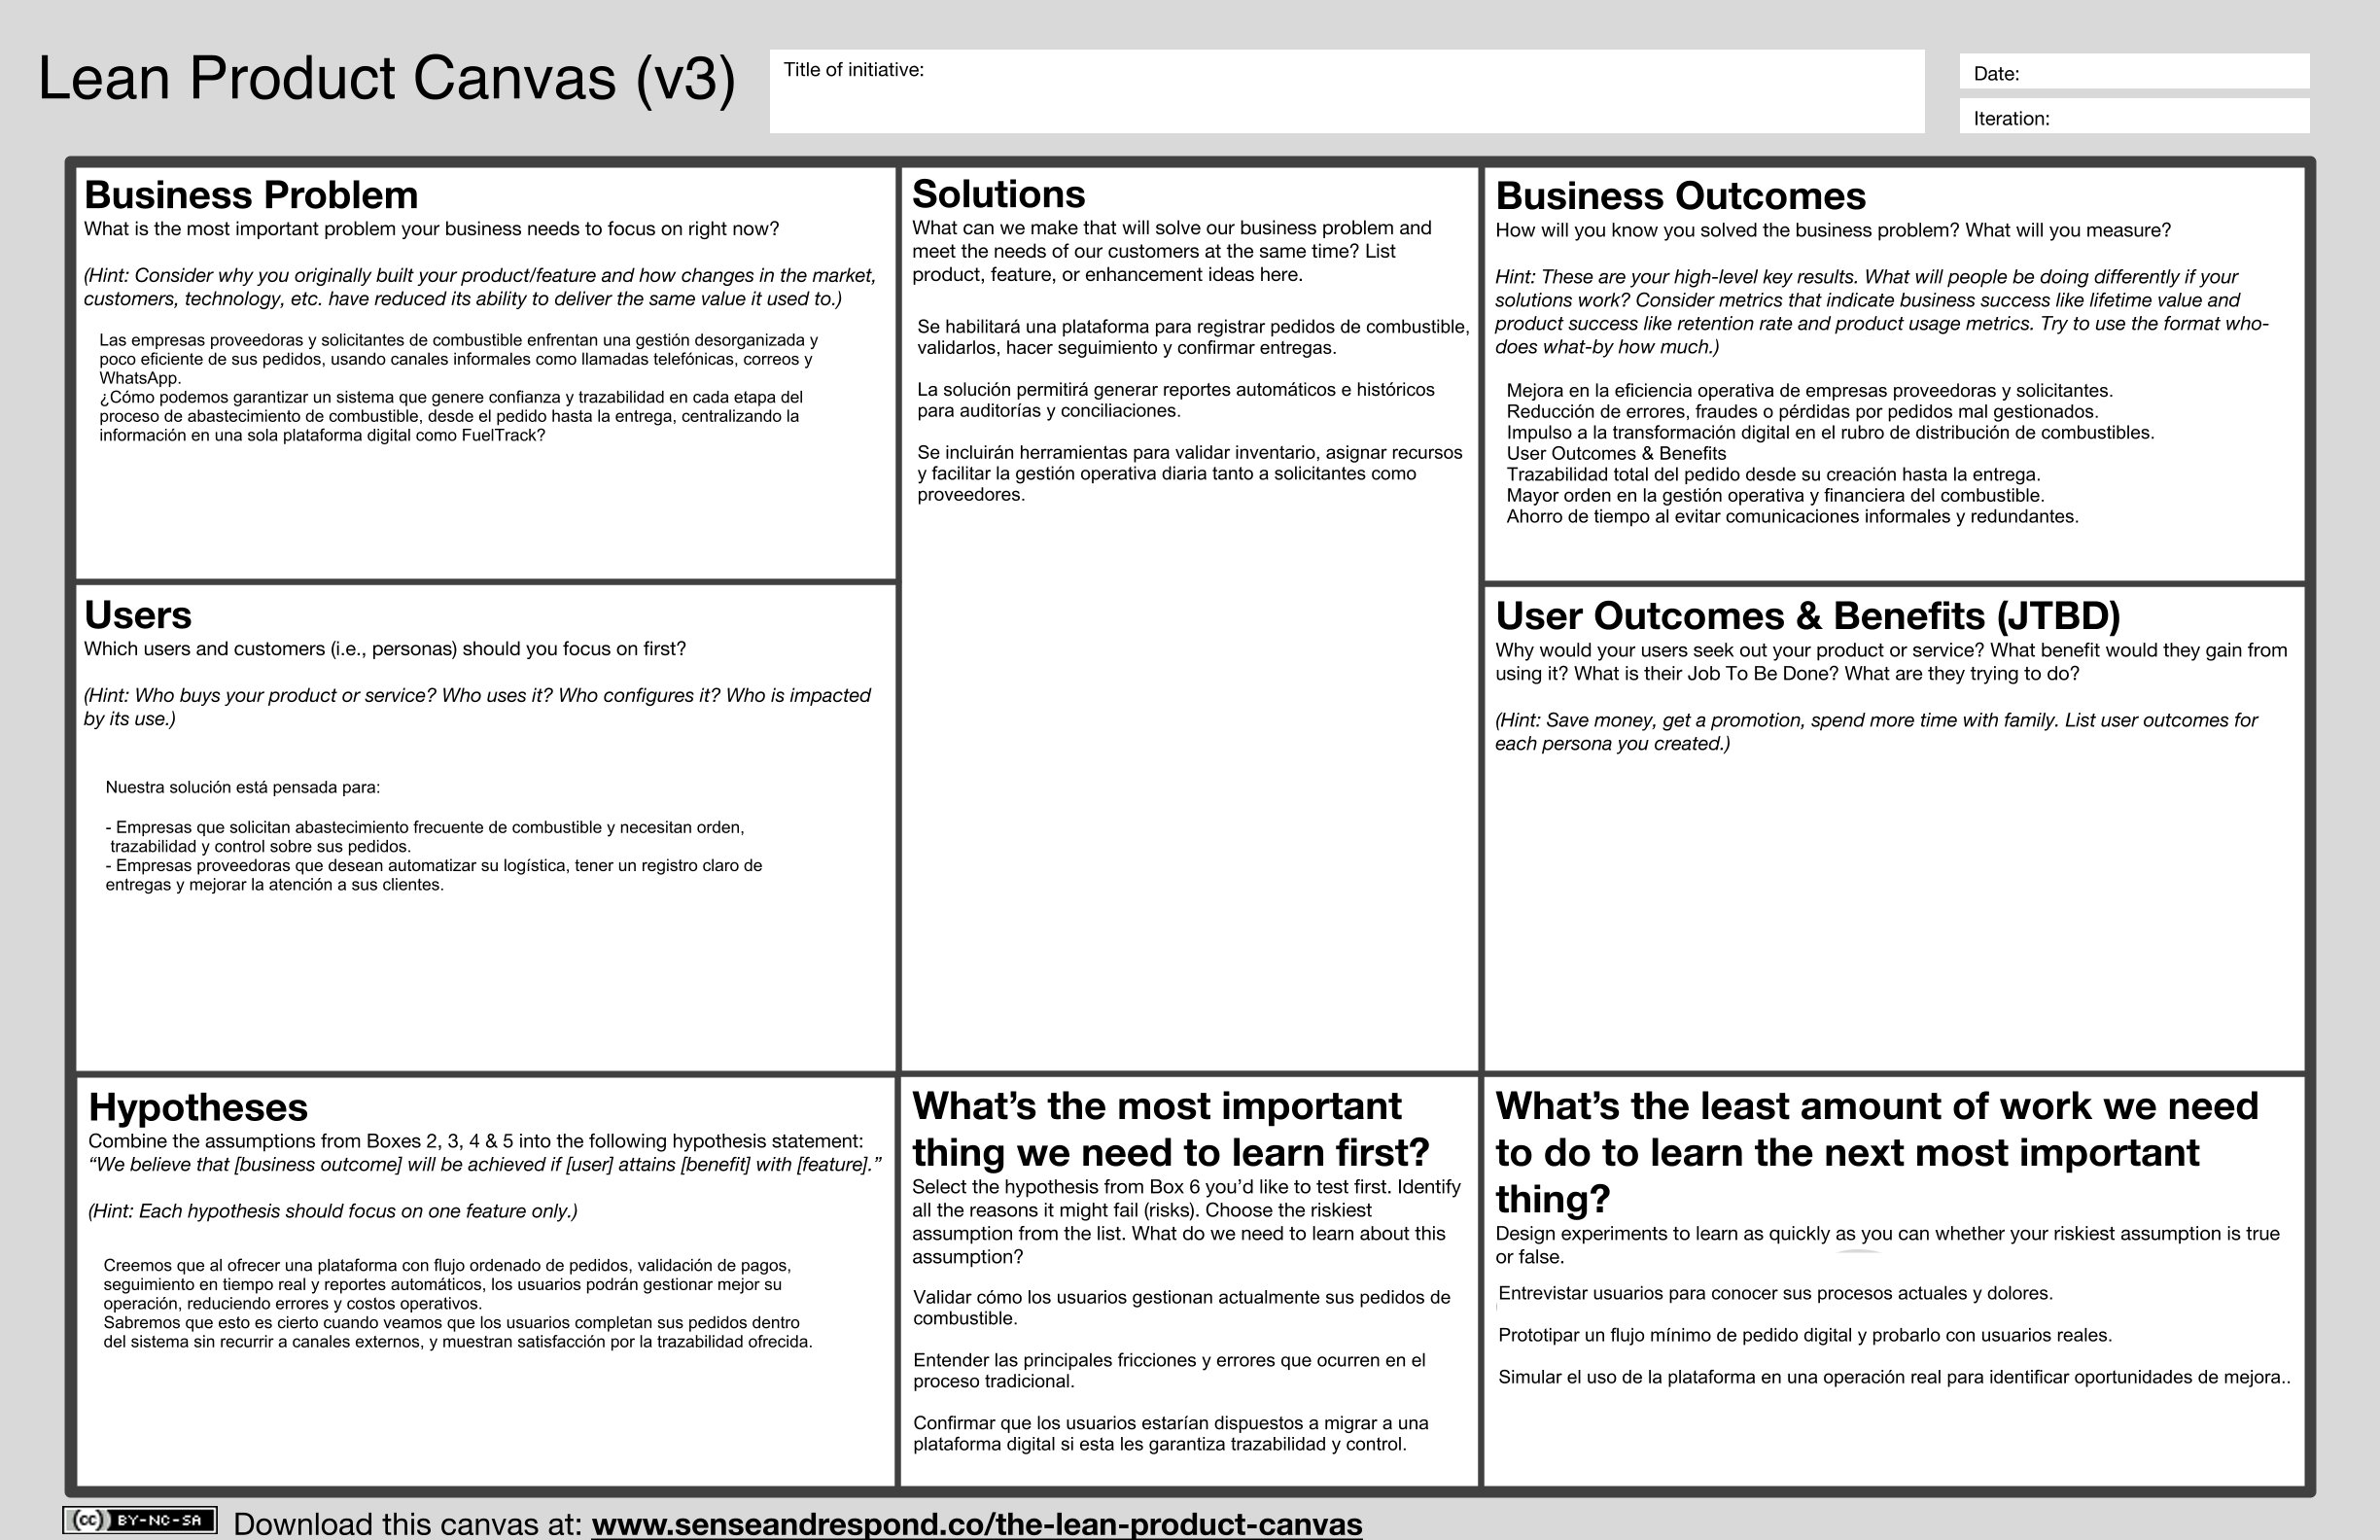 Lean Product Canvas (v3)
Title of initiative:
Date:
Iteration:
Business Problem
What is the most important problem your business needs to focus on right now?
(Hint: Consider why you originally built your product/feature and how changes in the market,
customers, technology, etc. have reduced its ability to deliver the same value it used to.)
Las empresas proveedoras y solicitantes de combustible enfrentan una gestión desorganizada y
poco eficiente de sus pedidos, usando canales informales como llamadas telefónicas, correos y
WhatsApp.
¿Cómo podemos garantizar un sistema que genere confianza y trazabilidad en cada etapa del
proceso de abastecimiento de combustible, desde el pedido hasta la entrega, centralizando la
información en una sola plataforma digital como FuelTrack?
Solutions
What can we make that will solve our business problem and
meet the needs of our customers at the same time? List
product, feature, or enhancement ideas here.
Se habilitará una plataforma para registrar pedidos de combustible,
validarlos, hacer seguimiento y confirmar entregas.
La solución permitirá generar reportes automáticos e históricos
para auditorías y conciliaciones.
Se incluirán herramientas para validar inventario, asignar recursos
y facilitar la gestión operativa diaria tanto a solicitantes como
proveedores.
Business Outcomes
How will you know you solved the business problem? What will you measure?
Hint: These are your high-level key results. What will people be doing differently if your
solutions work? Consider metrics that indicate business success like lifetime value and
product success like retention rate and product usage metrics. Try to use the format who-
does what-by how much.)
Mejora en la eficiencia operativa de empresas proveedoras y solicitantes.
Reducción de errores, fraudes o pérdidas por pedidos mal gestionados.
Impulso a la transformación digital en el rubro de distribución de combustibles.
User Outcomes & Benefits
Trazabilidad total del pedido desde su creación hasta la entrega.
Mayor orden en la gestión operativa y financiera del combustible.
Ahorro de tiempo al evitar comunicaciones informales y redundantes.
Users
Which users and customers (i.e., personas) should you focus on first?
(Hint: Who buys your product or service? Who uses it? Who configures it? Who is impacted
by its use.)
Nuestra solución está pensada para:
- Empresas que solicitan abastecimiento frecuente de combustible y necesitan orden,
trazabilidad y control sobre sus pedidos.
- Empresas proveedoras que desean automatizar su logística, tener un registro claro de
entregas y mejorar la atención a sus clientes.
User Outcomes & Benefits (JTBD)
Why would your users seek out your product or service? What benefit would they gain from
using it? What is their Job To Be Done? What are they trying to do?
(Hint: Save money, get a promotion, spend more time with family. List user outcomes for
each persona you created.)
Hypotheses
Combine the assumptions from Boxes 2, 3, 4 & 5 into the following hypothesis statement:
“We believe that [business outcome] will be achieved if [user] attains [benefit] with [feature].”
(Hint: Each hypothesis should focus on one feature only.)
Creemos que al ofrecer una plataforma con flujo ordenado de pedidos, validación de pagos,
seguimiento en tiempo real y reportes automáticos, los usuarios podrán gestionar mejor su
operación, reduciendo errores y costos operativos.
Sabremos que esto es cierto cuando veamos que los usuarios completan sus pedidos dentro
del sistema sin recurrir a canales externos, y muestran satisfacción por la trazabilidad ofrecida.
What’s the most important
thing we need to learn first?
Select the hypothesis from Box 6 you’d like to test first. Identify
all the reasons it might fail (risks). Choose the riskiest
assumption from the list. What do we need to learn about this
assumption?
Validar cómo los usuarios gestionan actualmente sus pedidos de
combustible.
Entender las principales fricciones y errores que ocurren en el
proceso tradicional.
Confirmar que los usuarios estarían dispuestos a migrar a una
plataforma digital si esta les garantiza trazabilidad y control.
What’s the least amount of work we need
to do to learn the next most important
thing?
Design experiments to learn as quickly as you can whether your riskiest assumption is true
or false.
Entrevistar usuarios para conocer sus procesos actuales y dolores.
Prototipar un flujo mínimo de pedido digital y probarlo con usuarios reales.
Simular el uso de la plataforma en una operación real para identificar oportunidades de mejora..
(cc) BY-NC-SA
Download this canvas at: www.senseandrespond.co/the-lean-product-canvas